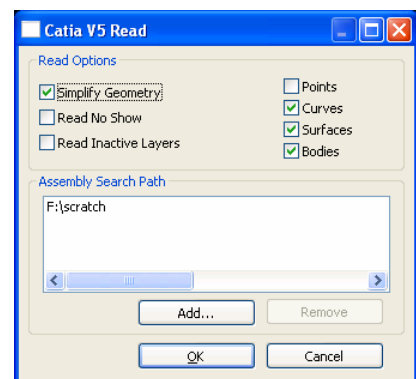 Catia V5 Read
Read Options
Simplify Geometry
Read No Show
Read Inactive Layers
Points
Curves
Surfaces
Bodies
Assembly Search Path
F:\scratch
Add...
Remove
OK
Cancel